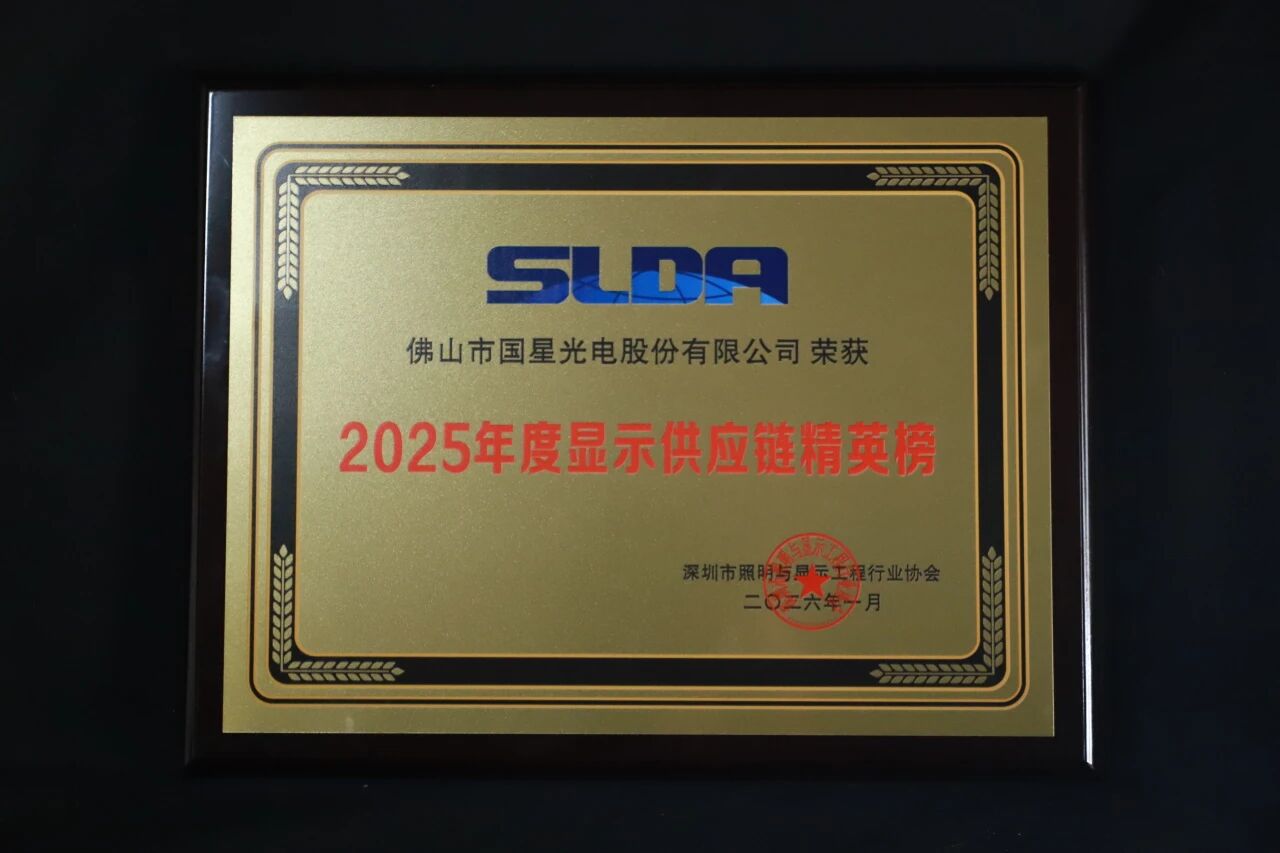 SLDA
佛山市国星光电股份有限公司 荣获
2025年度显示供应链精英榜
深圳市照明与显示工程行业协会
二〇二六年一月